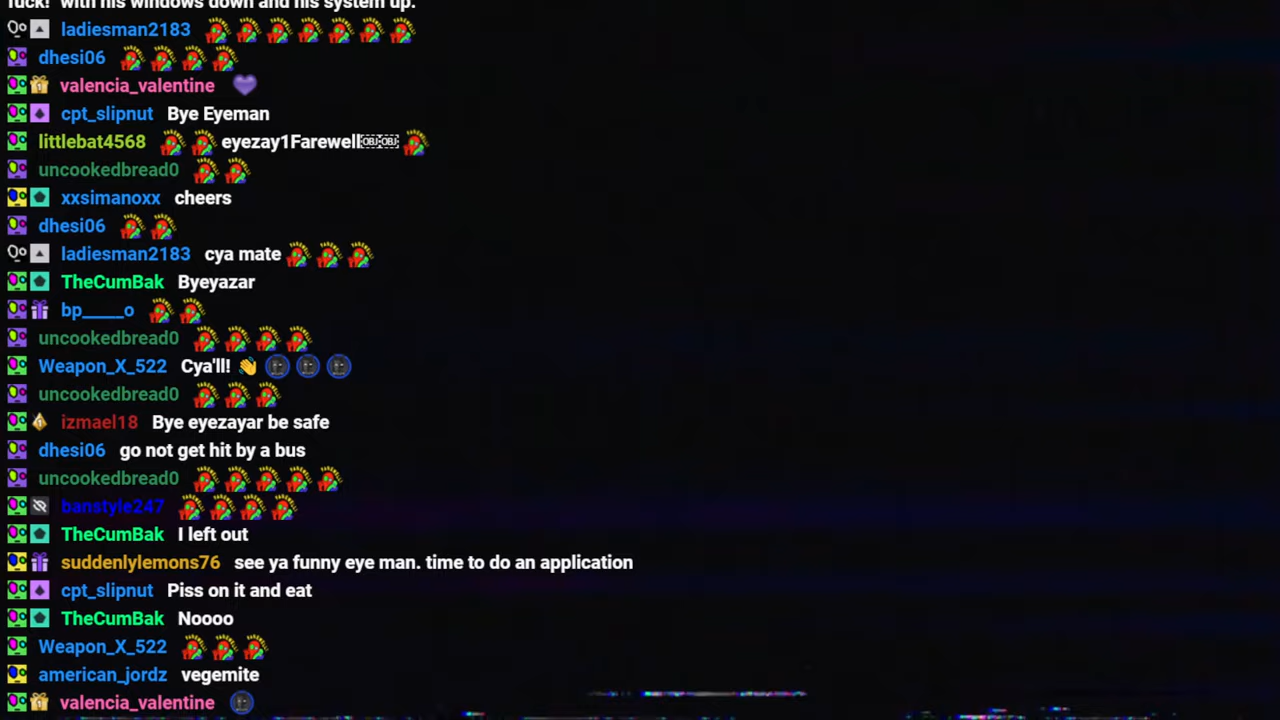 fuck! with his windows down and his system up.
ladiesman2183
dhesi06
valencia_valentine 💜
cpt_slipnut Bye Eyeman
littlebat4568 eyezay1Farewell
uncookedbread0
xxsimanoxx cheers
dhesi06
ladiesman2183 cya mate
TheCumBak Byeyazar
bp_____o
uncookedbread0
Weapon_X_522 Cya'll! 👋
uncookedbread0
izmael18 Bye eyezayar be safe
dhesi06 go not get hit by a bus
uncookedbread0
banstyle247
TheCumBak I left out
suddenlylemons76 see ya funny eye man. time to do an application
cpt_slipnut Piss on it and eat
TheCumBak Noooo
Weapon_X_522
american_jordz vegemite
valencia_valentine